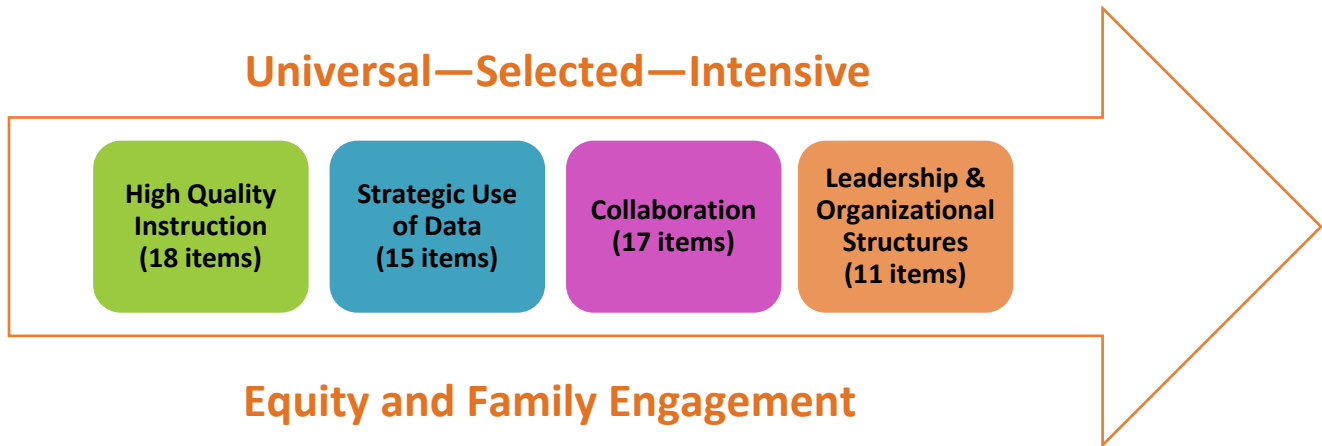 Universal—Selected—Intensive
High Quality
Instruction
(18 items)
Strategic Use
of Data
(15 items)
Collaboration
(17 items)
Leadership &
Organizational
Structures
(11 items)
Equity and Family Engagement